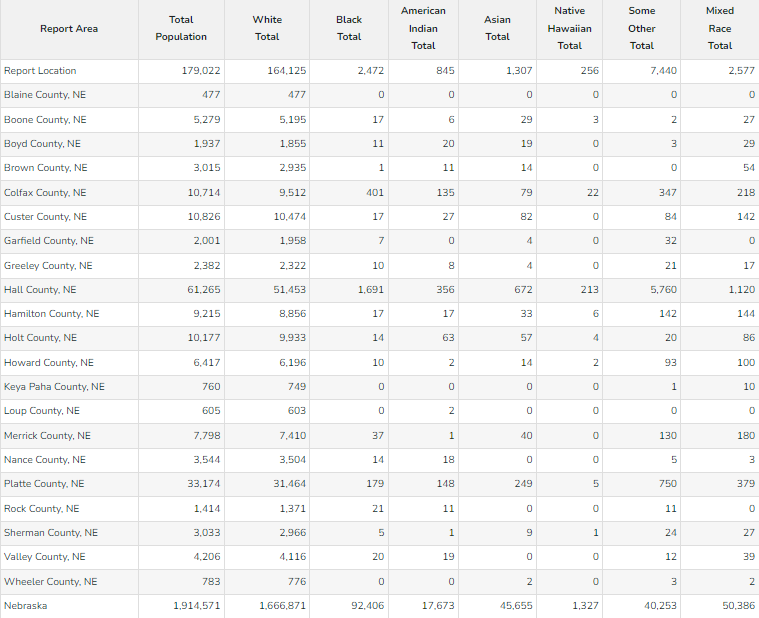 Report Area Total Population White Total Black Total American Indian Total Asian Total Native Hawaiian Total Some Other Total Mixed Race Total
Report Location 179,022 164,125 2,472 845 1,307 256 7,440 2,577
Blaine County, NE 477 477 0 0 0 0 0 0
Boone County, NE 5,279 5,195 17 6 29 3 2 27
Boyd County, NE 1,937 1,855 11 20 19 0 3 29
Brown County, NE 3,015 2,935 1 11 14 0 0 54
Colfax County, NE 10,714 9,512 401 135 79 22 347 218
Custer County, NE 10,826 10,474 17 27 82 0 84 142
Garfield County, NE 2,001 1,958 7 0 4 0 32 0
Greeley County, NE 2,382 2,322 10 8 4 0 21 17
Hall County, NE 61,265 51,453 1,691 356 672 213 5,760 1,120
Hamilton County, NE 9,215 8,856 17 17 33 6 142 144
Holt County, NE 10,177 9,933 14 63 57 4 20 86
Howard County, NE 6,417 6,196 10 2 14 2 93 100
Keya Paha County, NE 760 749 0 0 0 0 1 10
Loup County, NE 605 603 0 2 0 0 0 0
Merrick County, NE 7,798 7,410 37 1 40 0 130 180
Nance County, NE 3,544 3,504 14 18 0 0 5 3
Platte County, NE 33,174 31,464 179 148 249 5 750 379
Rock County, NE 1,414 1,371 21 11 0 0 11 0
Sherman County, NE 3,033 2,966 5 1 9 1 24 27
Valley County, NE 4,206 4,116 20 19 0 0 12 39
Wheeler County, NE 783 776 0 0 2 0 3 2
Nebraska 1,914,571 1,666,871 92,406 17,673 45,655 1,327 40,253 50,386